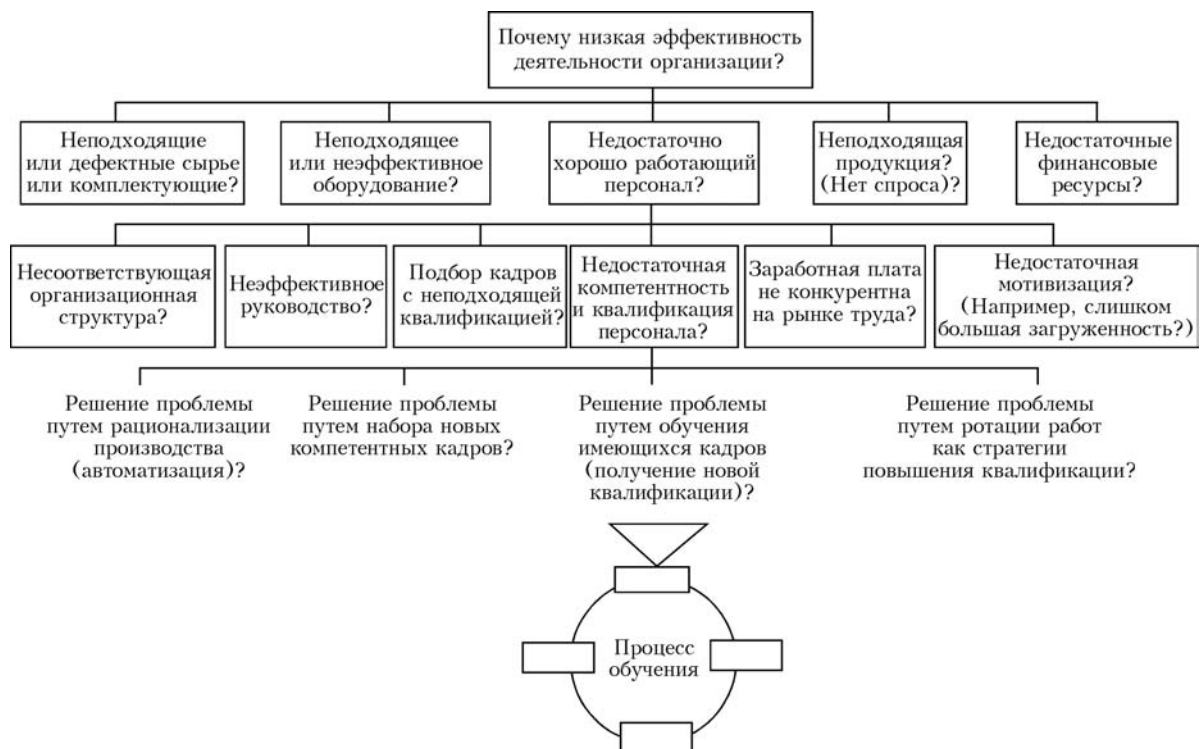 Почему низкая эффективность
деятельности организации?
Неподходящие
или дефектные сырье
или комплектующие?
Неподходящее
или неэффективное
оборудование?
Недостаточно
хорошо работающий
персонал?
Неподходящая
продукция?
(Нет спроса)?
Недостаточные
финансовые
ресурсы?
Несоответствующая
организационная
структура?
Неэффективное
руководство?
Подбор кадров
с неподходящей
квалификацией?
Недостаточная
компетентность
и квалификация
персонала?
Заработная плата
не конкурентна
на рынке труда?
Недостаточная
мотивизация?
(Например, слишком
большая загруженность?)
Решение проблемы
путем рационализации
производства
(автоматизация)?
Решение проблемы
путем набора новых
компетентных кадров?
Решение проблемы
путем обучения
имеющихся кадров
(получение новой
квалификации)?
Решение проблемы
путем ротации работ
как стратегии
повышения квалификации?
Процесс
обучения